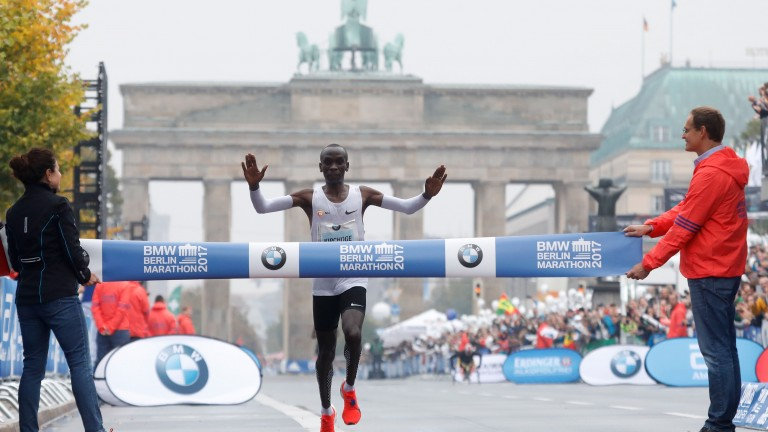 BMW
BERLIN
MARATHON 2017
BMW
BERLIN
MARATHON 2017
BMW
BERLIN
MARATHON 2017
KIPCHOGE
BMW
ERDINGER